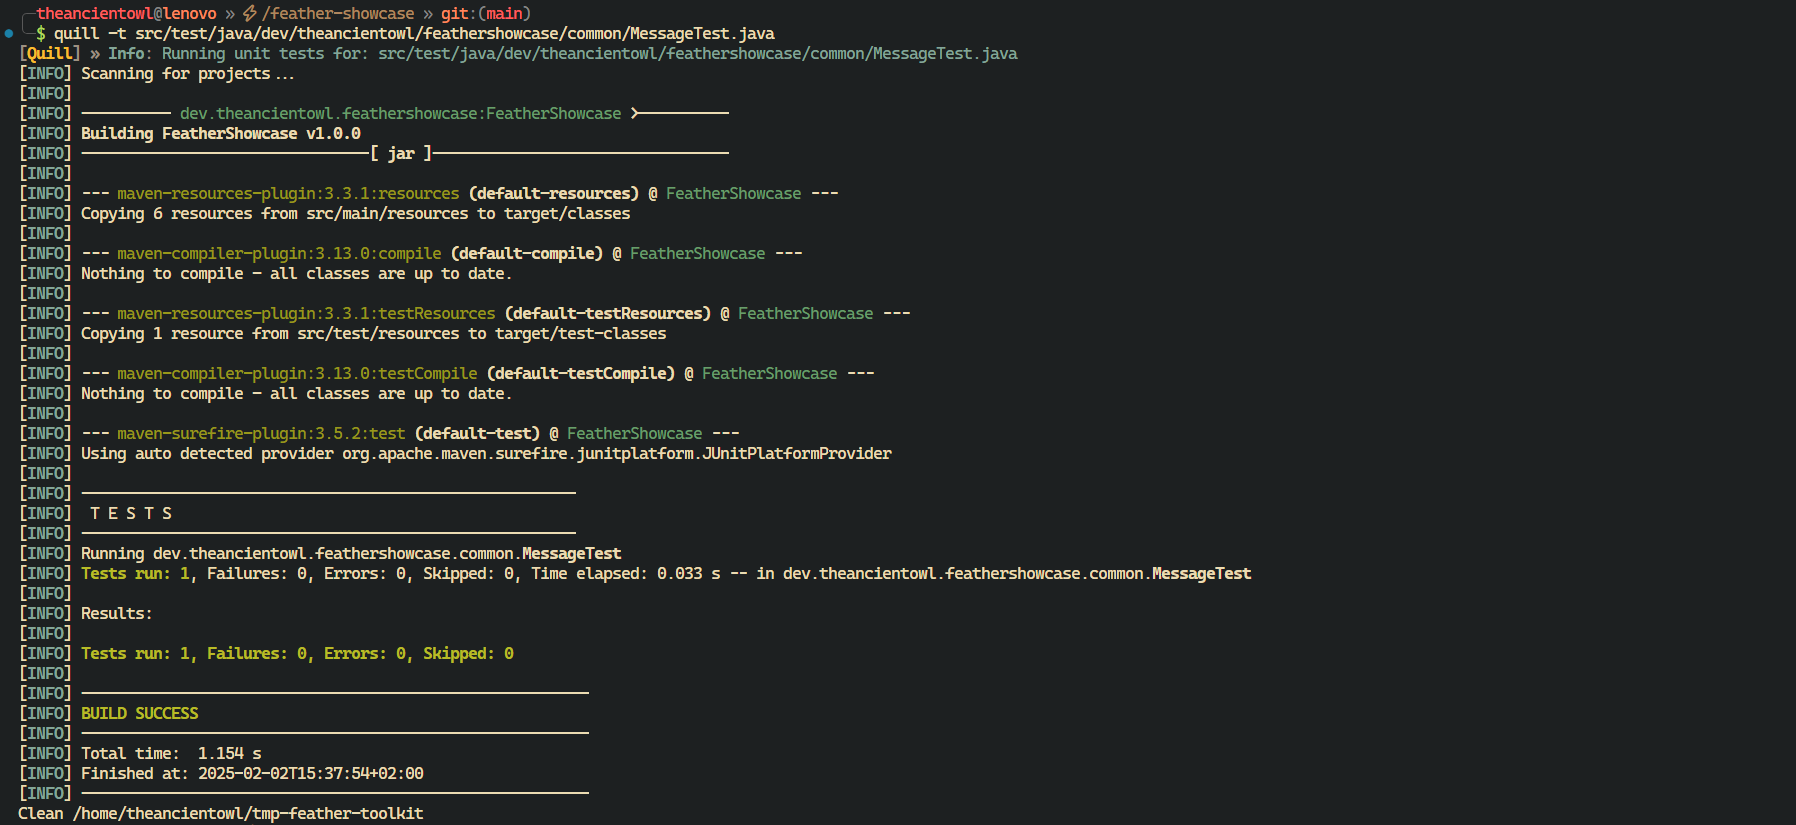 theancientowl@lenovo » ⚡/feather-showcase » git:(main)
$ quill -t src/test/java/dev/theancientowl/feathershowcase/common/MessageTest.java
[Quill] » Info: Running unit tests for: src/test/java/dev/theancientowl/feathershowcase/common/MessageTest.java
[INFO] Scanning for projects...
[INFO]
[INFO] ---------- dev.theancientowl.feathershowcase:FeatherShowcase >----------
[INFO] Building FeatherShowcase v1.0.0
[INFO] --------------------------------[ jar ]---------------------------------
[INFO]
[INFO] --- maven-resources-plugin:3.3.1:resources (default-resources) @ FeatherShowcase ---
[INFO] Copying 6 resources from src/main/resources to target/classes
[INFO]
[INFO] --- maven-compiler-plugin:3.13.0:compile (default-compile) @ FeatherShowcase ---
[INFO] Nothing to compile - all classes are up to date.
[INFO]
[INFO] --- maven-resources-plugin:3.3.1:testResources (default-testResources) @ FeatherShowcase ---
[INFO] Copying 1 resource from src/test/resources to target/test-classes
[INFO]
[INFO] --- maven-compiler-plugin:3.13.0:testCompile (default-testCompile) @ FeatherShowcase ---
[INFO] Nothing to compile - all classes are up to date.
[INFO]
[INFO] --- maven-surefire-plugin:3.5.2:test (default-test) @ FeatherShowcase ---
[INFO] Using auto detected provider org.apache.maven.surefire.junitplatform.JUnitPlatformProvider
[INFO]
[INFO] -------------------------------------------------------
[INFO]  T E S T S
[INFO] -------------------------------------------------------
[INFO] Running dev.theancientowl.feathershowcase.common.MessageTest
[INFO] Tests run: 1, Failures: 0, Errors: 0, Skipped: 0, Time elapsed: 0.033 s -- in dev.theancientowl.feathershowcase.common.MessageTest
[INFO]
[INFO] Results:
[INFO]
[INFO] Tests run: 1, Failures: 0, Errors: 0, Skipped: 0
[INFO]
[INFO] --------------------------------------------------------
[INFO] BUILD SUCCESS
[INFO] --------------------------------------------------------
[INFO] Total time:  1.154 s
[INFO] Finished at: 2025-02-02T15:37:54+02:00
[INFO] --------------------------------------------------------
Clean /home/theancientowl/tmp-feather-toolkit